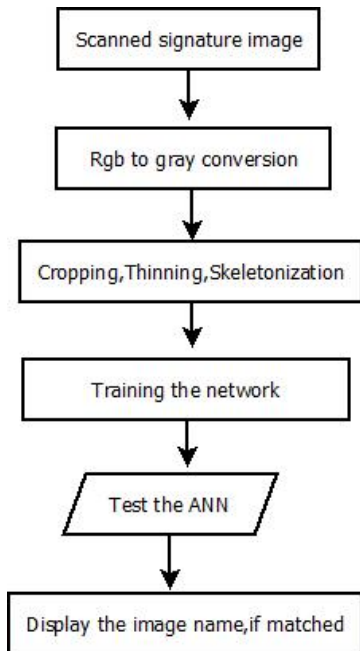 Scanned signature image
Rgb to gray conversion
Cropping,Thinning,Skeletonization
Training the network
Test the ANN
Display the image name,if matched